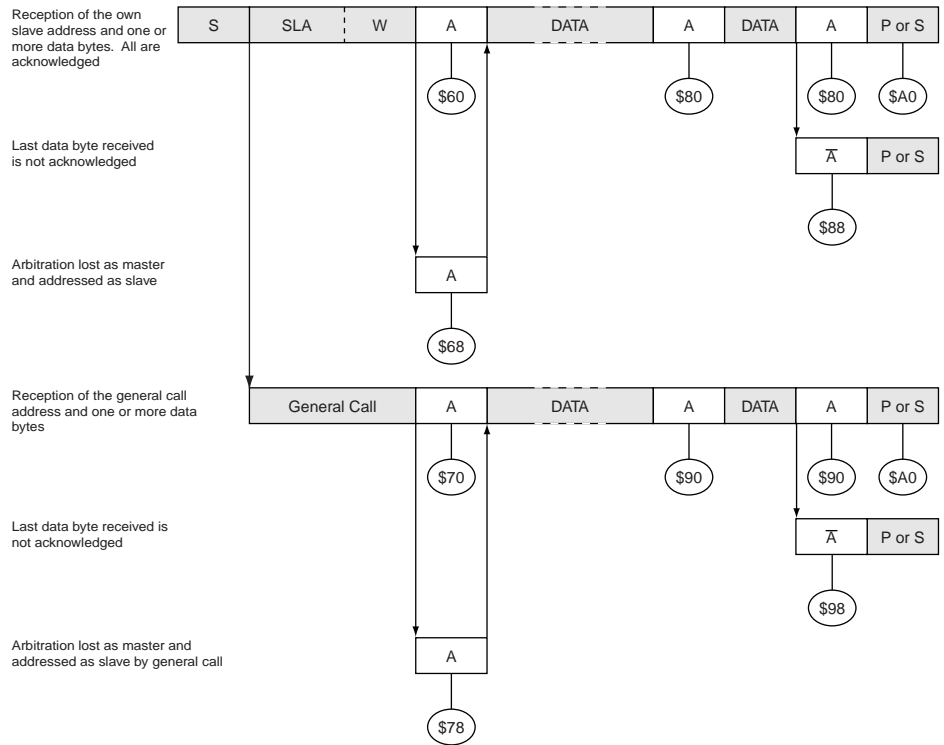 Reception of the own
slave address and one or
more data bytes. All are
acknowledged
S SLA W A DATA A DATA A P or S
$60 $80 $80 $A0
Last data byte received
is not acknowledged
A̅ P or S
$88
Arbitration lost as master
and addressed as slave
A
$68
Reception of the general call
address and one or more data
bytes
General Call A DATA A DATA A P or S
$70 $90 $90 $A0
Last data byte received is
not acknowledged
A̅ P or S
$98
Arbitration lost as master and
addressed as slave by general call
A
$78